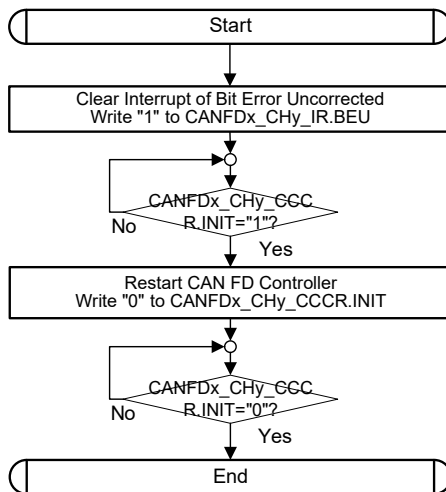 Start
Clear Interrupt of Bit Error Uncorrected
Write "1" to CANFDx_CHy_IR.BEU
CANFDx_CHy_CCC
R.INIT="1"?
No
Yes
Restart CAN FD Controller
Write "0" to CANFDx_CHy_CCCR.INIT
CANFDx_CHy_CCC
R.INIT="0"?
No
Yes
End